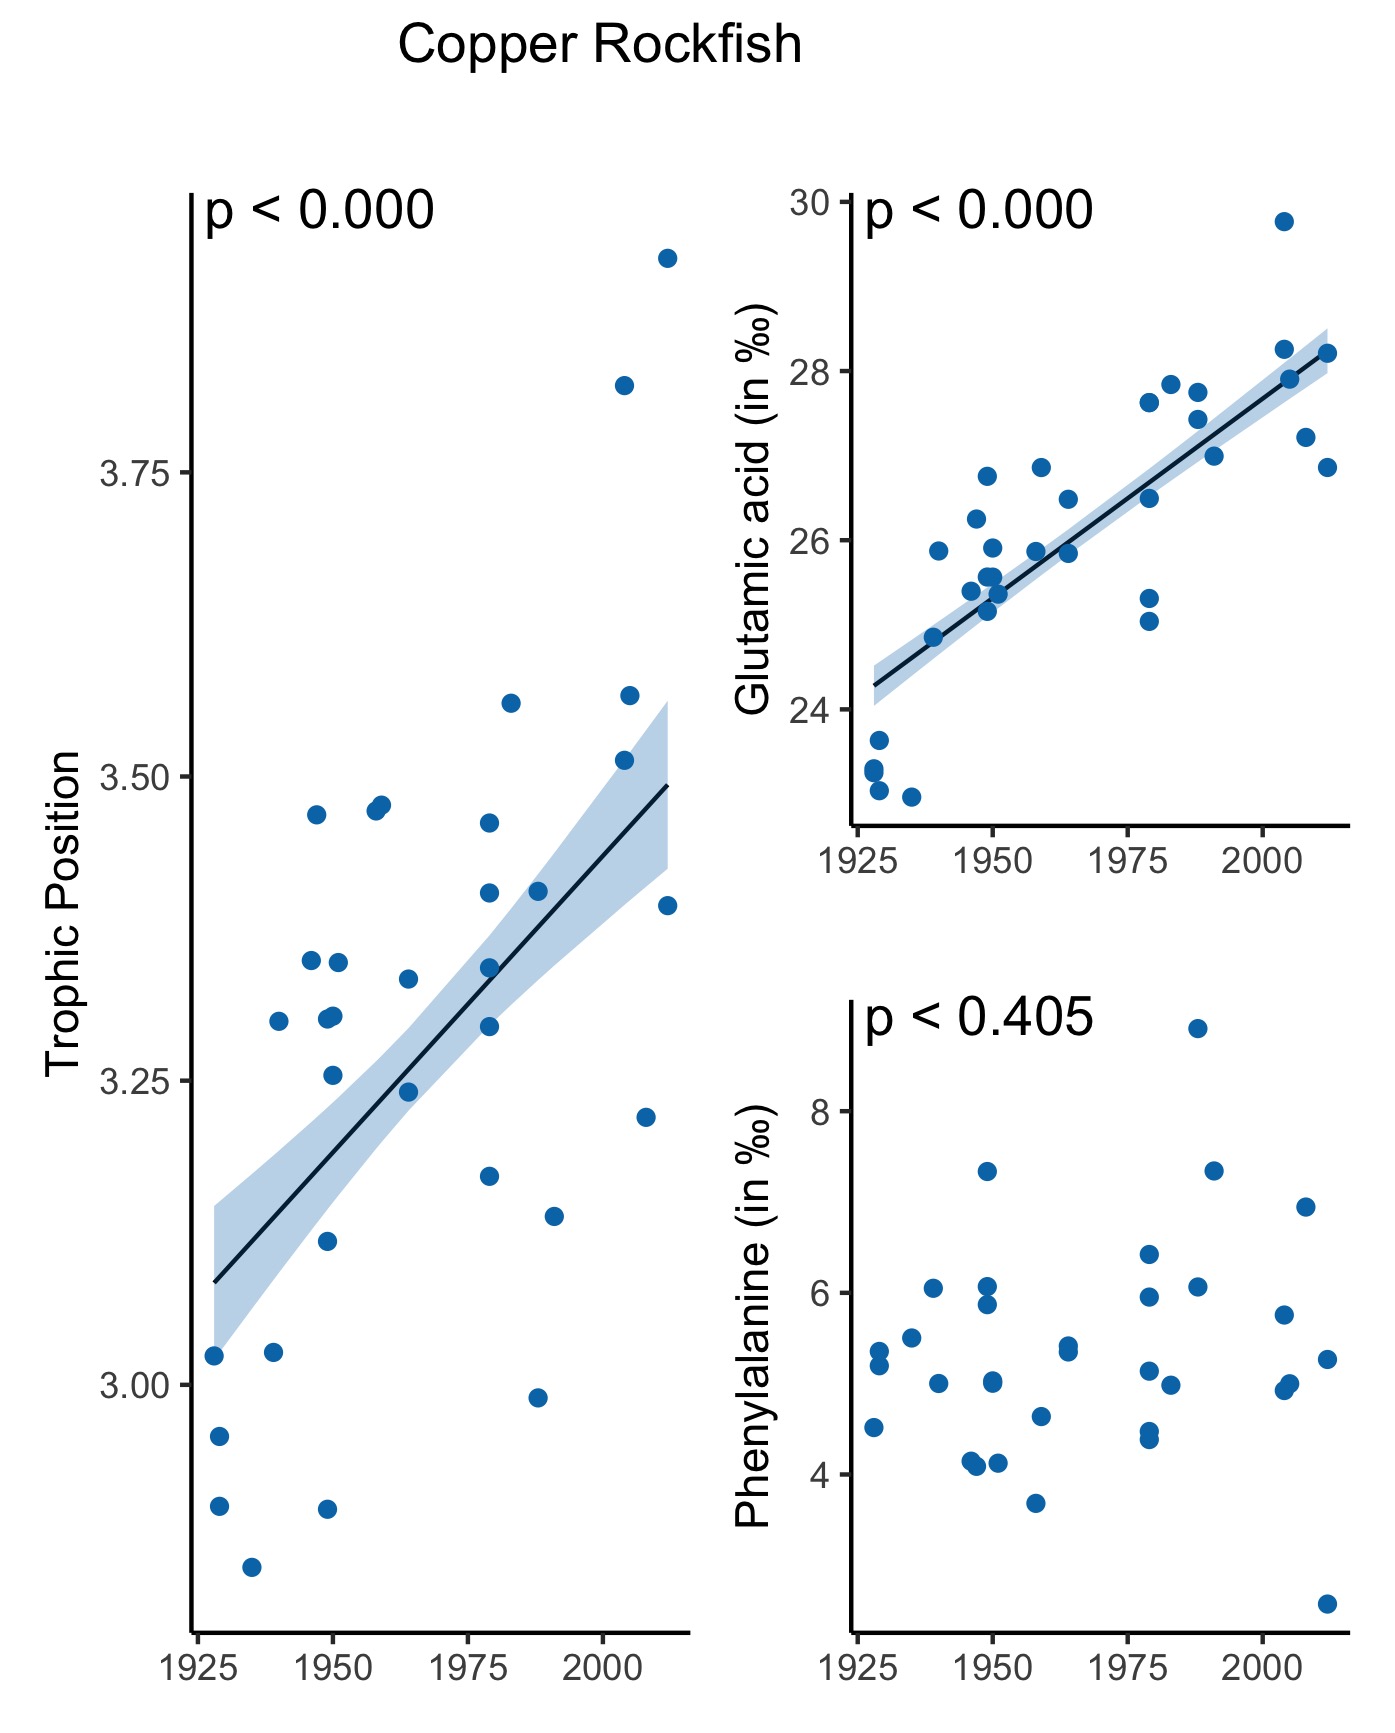 Copper Rockfish
p < 0.000
Trophic Position
3.75
3.50
3.25
3.00
1925 1950 1975 2000
p < 0.000
Glutamic acid (in ‰)
30
28
26
24
1925 1950 1975 2000
p < 0.405
Phenylalanine (in ‰)
8
6
4
1925 1950 1975 2000